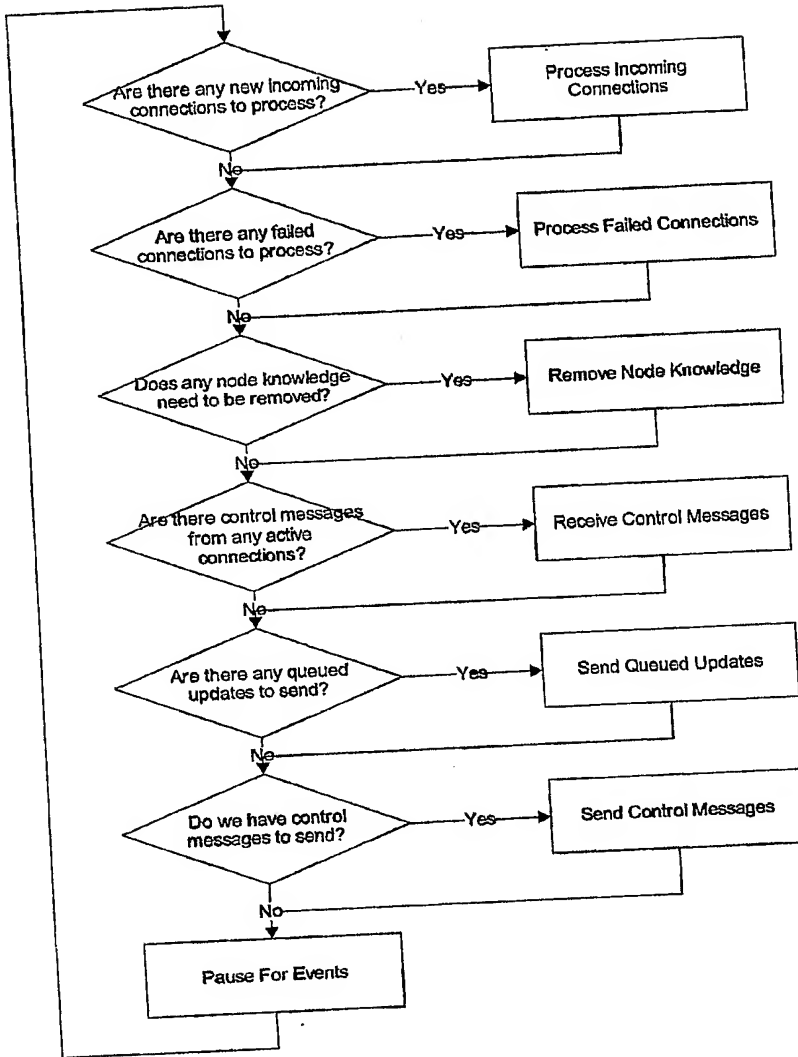 Are there any new incoming
connections to process?
Yes
Process Incoming
Connections
No
Are there any failed
connections to process?
Yes
Process Failed Connections
No
Does any node knowledge
need to be removed?
Yes
Remove Node Knowledge
No
Are there control messages
from any active
connections?
Yes
Receive Control Messages
No
Are there any queued
updates to send?
Yes
Send Queued Updates
No
Do we have control
messages to send?
Yes
Send Control Messages
No
Pause For Events